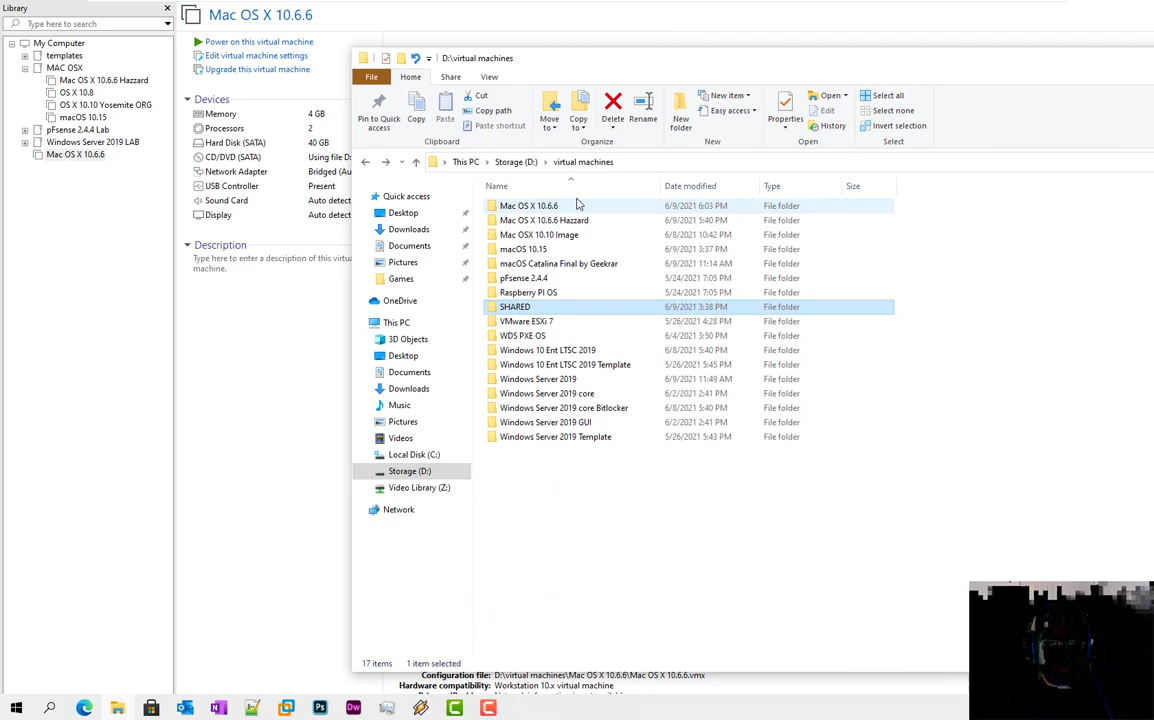 Library ×
Type here to search
My Computer
templates
MAC OSX
Mac OS X 10.6.6 Hazzard
OS X 10.8
OS X 10.10 Yosemite ORG
macOS 10.15
pFsense 2.4.4 Lab
Windows Server 2019 LAB
Mac OS X 10.6.6
Mac OS X 10.6.6
Power on this virtual machine
Edit virtual machine settings
Upgrade this virtual machine
Devices
Memory 4 GB
Processors 2
Hard Disk (SATA) 40 GB
CD/DVD (SATA) Using file D:
Network Adapter Bridged (Au
USB Controller Present
Sound Card Auto detect
Display Auto detect
Description
Type here to enter a description of this virt
machine.
D:\virtual machines
File Home Share View
Pin to Quick access
Copy
Paste
Cut
Copy path
Paste shortcut
Clipboard
Move to
Copy to
Delete
Rename
Organize
New folder
New item
Easy access
New
Properties
Open
Edit
History
Open
Select all
Select none
Invert selection
Select
This PC › Storage (D:) › virtual machines
Quick access
Desktop
Downloads
Documents
Pictures
Games
OneDrive
This PC
3D Objects
Desktop
Documents
Downloads
Music
Pictures
Videos
Local Disk (C:)
Storage (D:)
Video Library (Z:)
Network
Name Date modified Type Size
Mac OS X 10.6.6 6/9/2021 6:03 PM File folder
Mac OS X 10.6.6 Hazzard 6/9/2021 5:40 PM File folder
Mac OSX 10.10 Image 6/8/2021 10:42 PM File folder
macOS 10.15 6/9/2021 3:37 PM File folder
macOS Catalina Final by Geekrar 6/9/2021 11:14 AM File folder
pFsense 2.4.4 5/24/2021 7:05 PM File folder
Raspberry PI OS 5/24/2021 7:05 PM File folder
SHARED 6/9/2021 3:38 PM File folder
VMware ESXi 7 5/26/2021 4:28 PM File folder
WDS PXE OS 6/4/2021 3:50 PM File folder
Windows 10 Ent LTSC 2019 6/8/2021 5:40 PM File folder
Windows 10 Ent LTSC 2019 Template 5/26/2021 5:45 PM File folder
Windows Server 2019 6/9/2021 11:49 AM File folder
Windows Server 2019 core 6/2/2021 2:41 PM File folder
Windows Server 2019 core Bitlocker 6/8/2021 5:40 PM File folder
Windows Server 2019 GUI 6/2/2021 2:41 PM File folder
Windows Server 2019 Template 5/26/2021 5:43 PM File folder
17 items 1 item selected
Configuration file: D:\virtual machines\Mac OS X 10.6.6\Mac OS X 10.6.6.vmx
Hardware compatibility: Workstation 10.x virtual machine